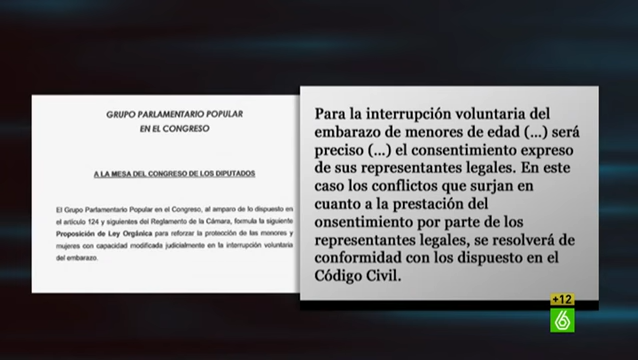 GRUPO PARLAMENTARIO POPULAR
EN EL CONGRESO
A LA MESA DEL CONGRESO DE LOS DIPUTADOS
El Grupo Parlamentario Popular en el Congreso, al amparo de lo dispuesto en
el artículo 124 y siguientes del Reglamento de la Cámara, formula la siguiente
Proposición de Ley Orgánica para reforzar la protección de las menores y
mujeres con capacidad modificada judicialmente en la interrupción voluntaria
del embarazo.
Para la interrupción voluntaria del
embarazo de menores de edad (...) será
preciso (...) el consentimiento expreso
de sus representantes legales. En este
caso los conflictos que surjan en
cuanto a la prestación del
onsentimiento por parte de los
representantes legales, se resolverá de
conformidad con los dispuesto en el
Código Civil.
+12
6